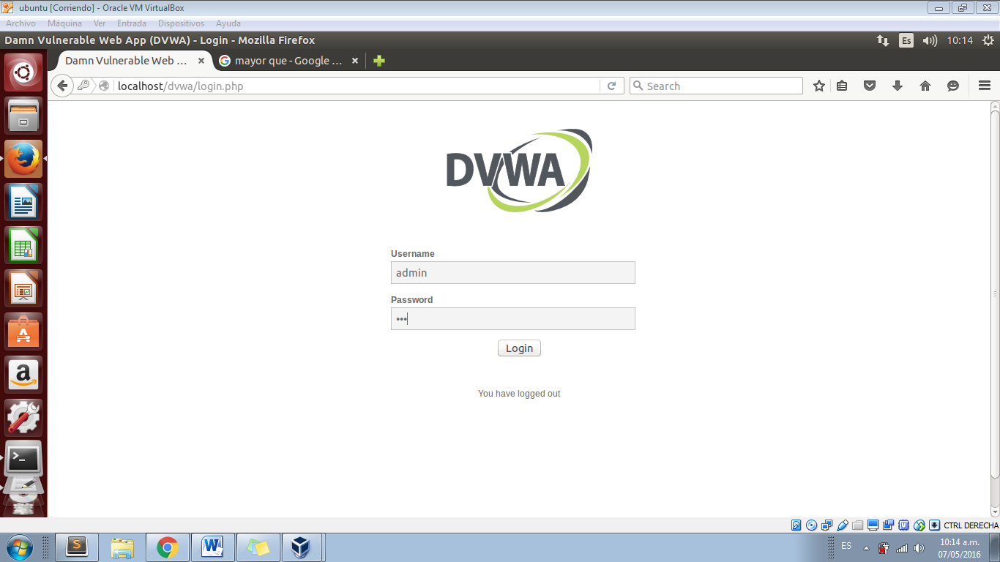 ubuntu [Corriendo] - Oracle VM VirtualBox
Archivo Máquina Ver Entrada Dispositivos Ayuda
Damn Vulnerable Web App (DVWA) - Login - Mozilla Firefox Es 10:14
Damn Vulnerable Web ... mayor que - Google ...
localhost/dvwa/login.php Search
DVWA
Username
admin
Password
•••
Login
You have logged out
CTRL DERECHA
ES 10:14 a.m.
07/05/2016